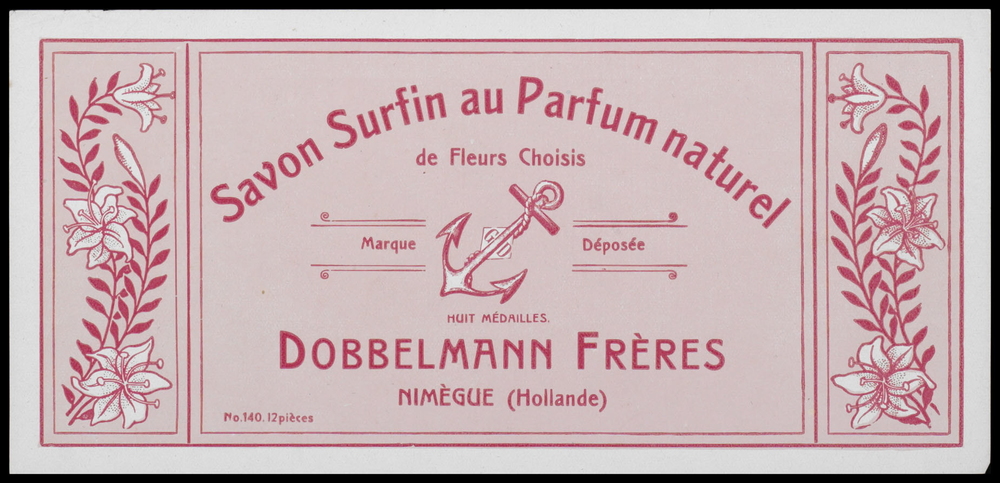 Savon Surfin au Parfum naturel
de Fleurs Choisis
Marque Déposée
HUIT MÉDAILLES.
DOBBELMANN FRÈRES
NIMÈGUE (Hollande)
No.140.12pièces